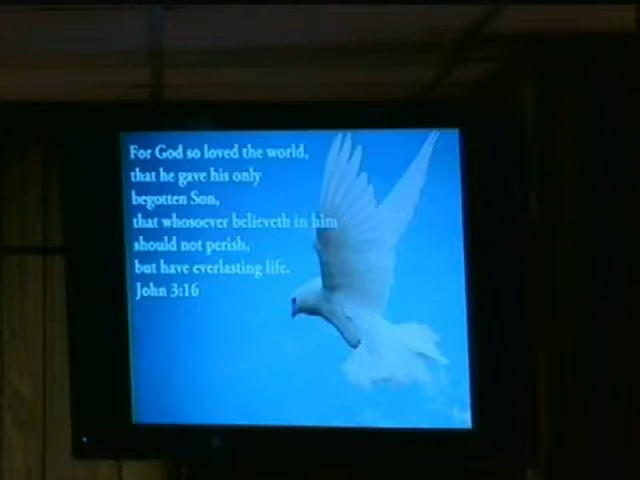 For God so loved the world,
that he gave his only
begotten Son,
that whosoever believeth in him
should not perish,
but have everlasting life.
John 3:16